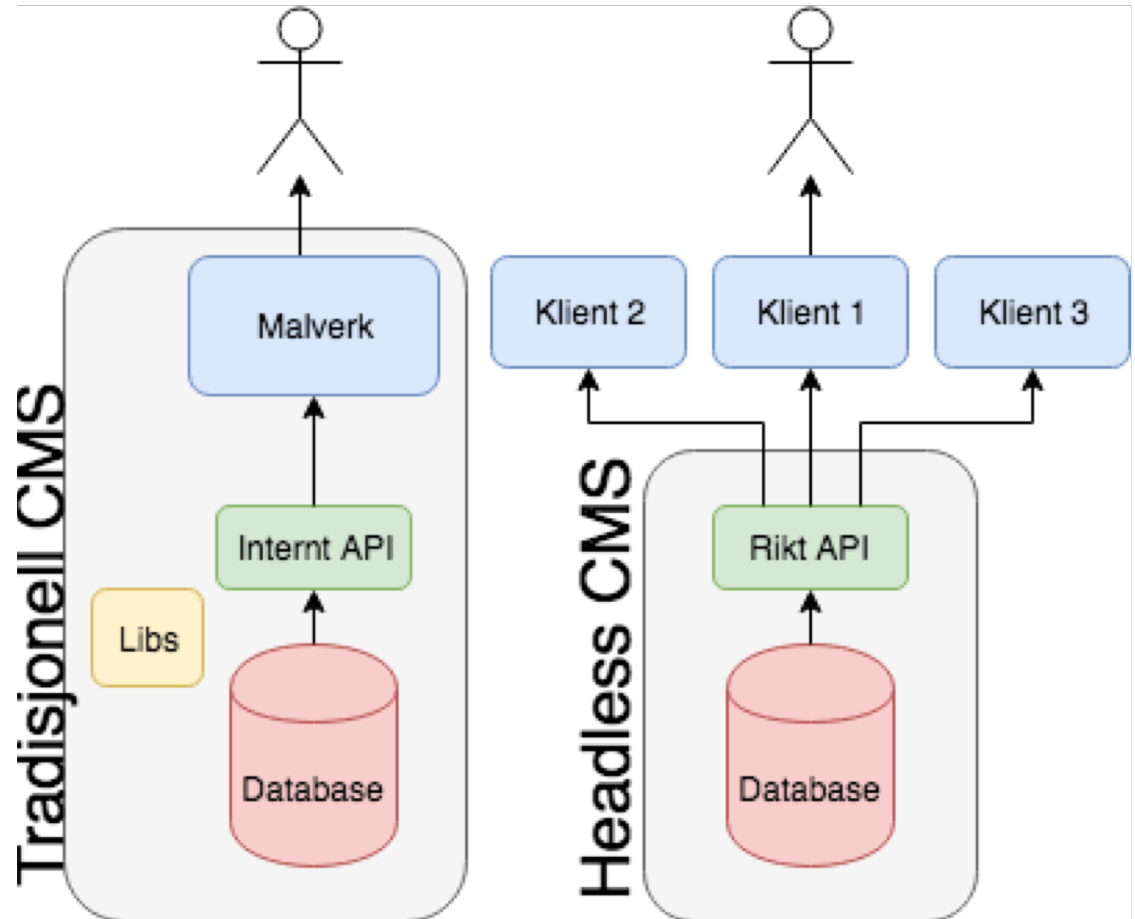 Tradisjonell CMS
Malverk
Internt API
Libs
Database
Headless CMS
Klient 2
Klient 1
Klient 3
Rikt API
Database